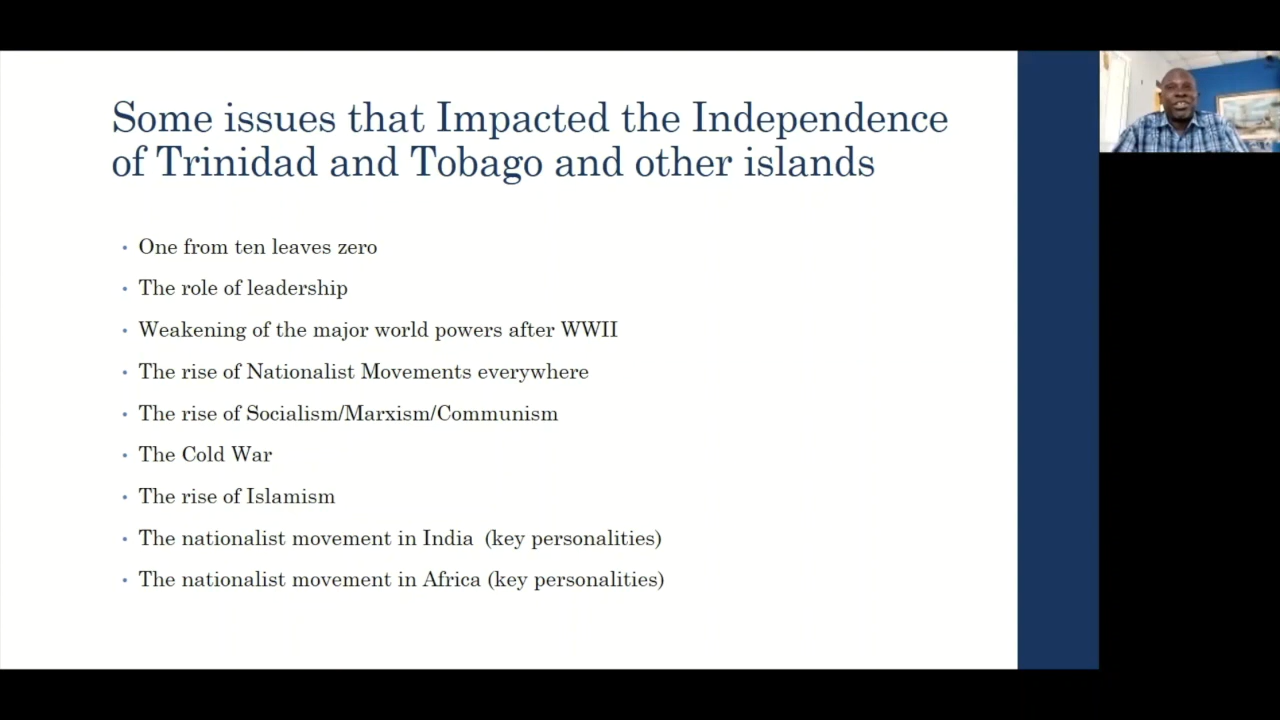 Some issues that Impacted the Independence
of Trinidad and Tobago and other islands
• One from ten leaves zero
• The role of leadership
• Weakening of the major world powers after WWII
• The rise of Nationalist Movements everywhere
• The rise of Socialism/Marxism/Communism
• The Cold War
• The rise of Islamism
• The nationalist movement in India (key personalities)
• The nationalist movement in Africa (key personalities)